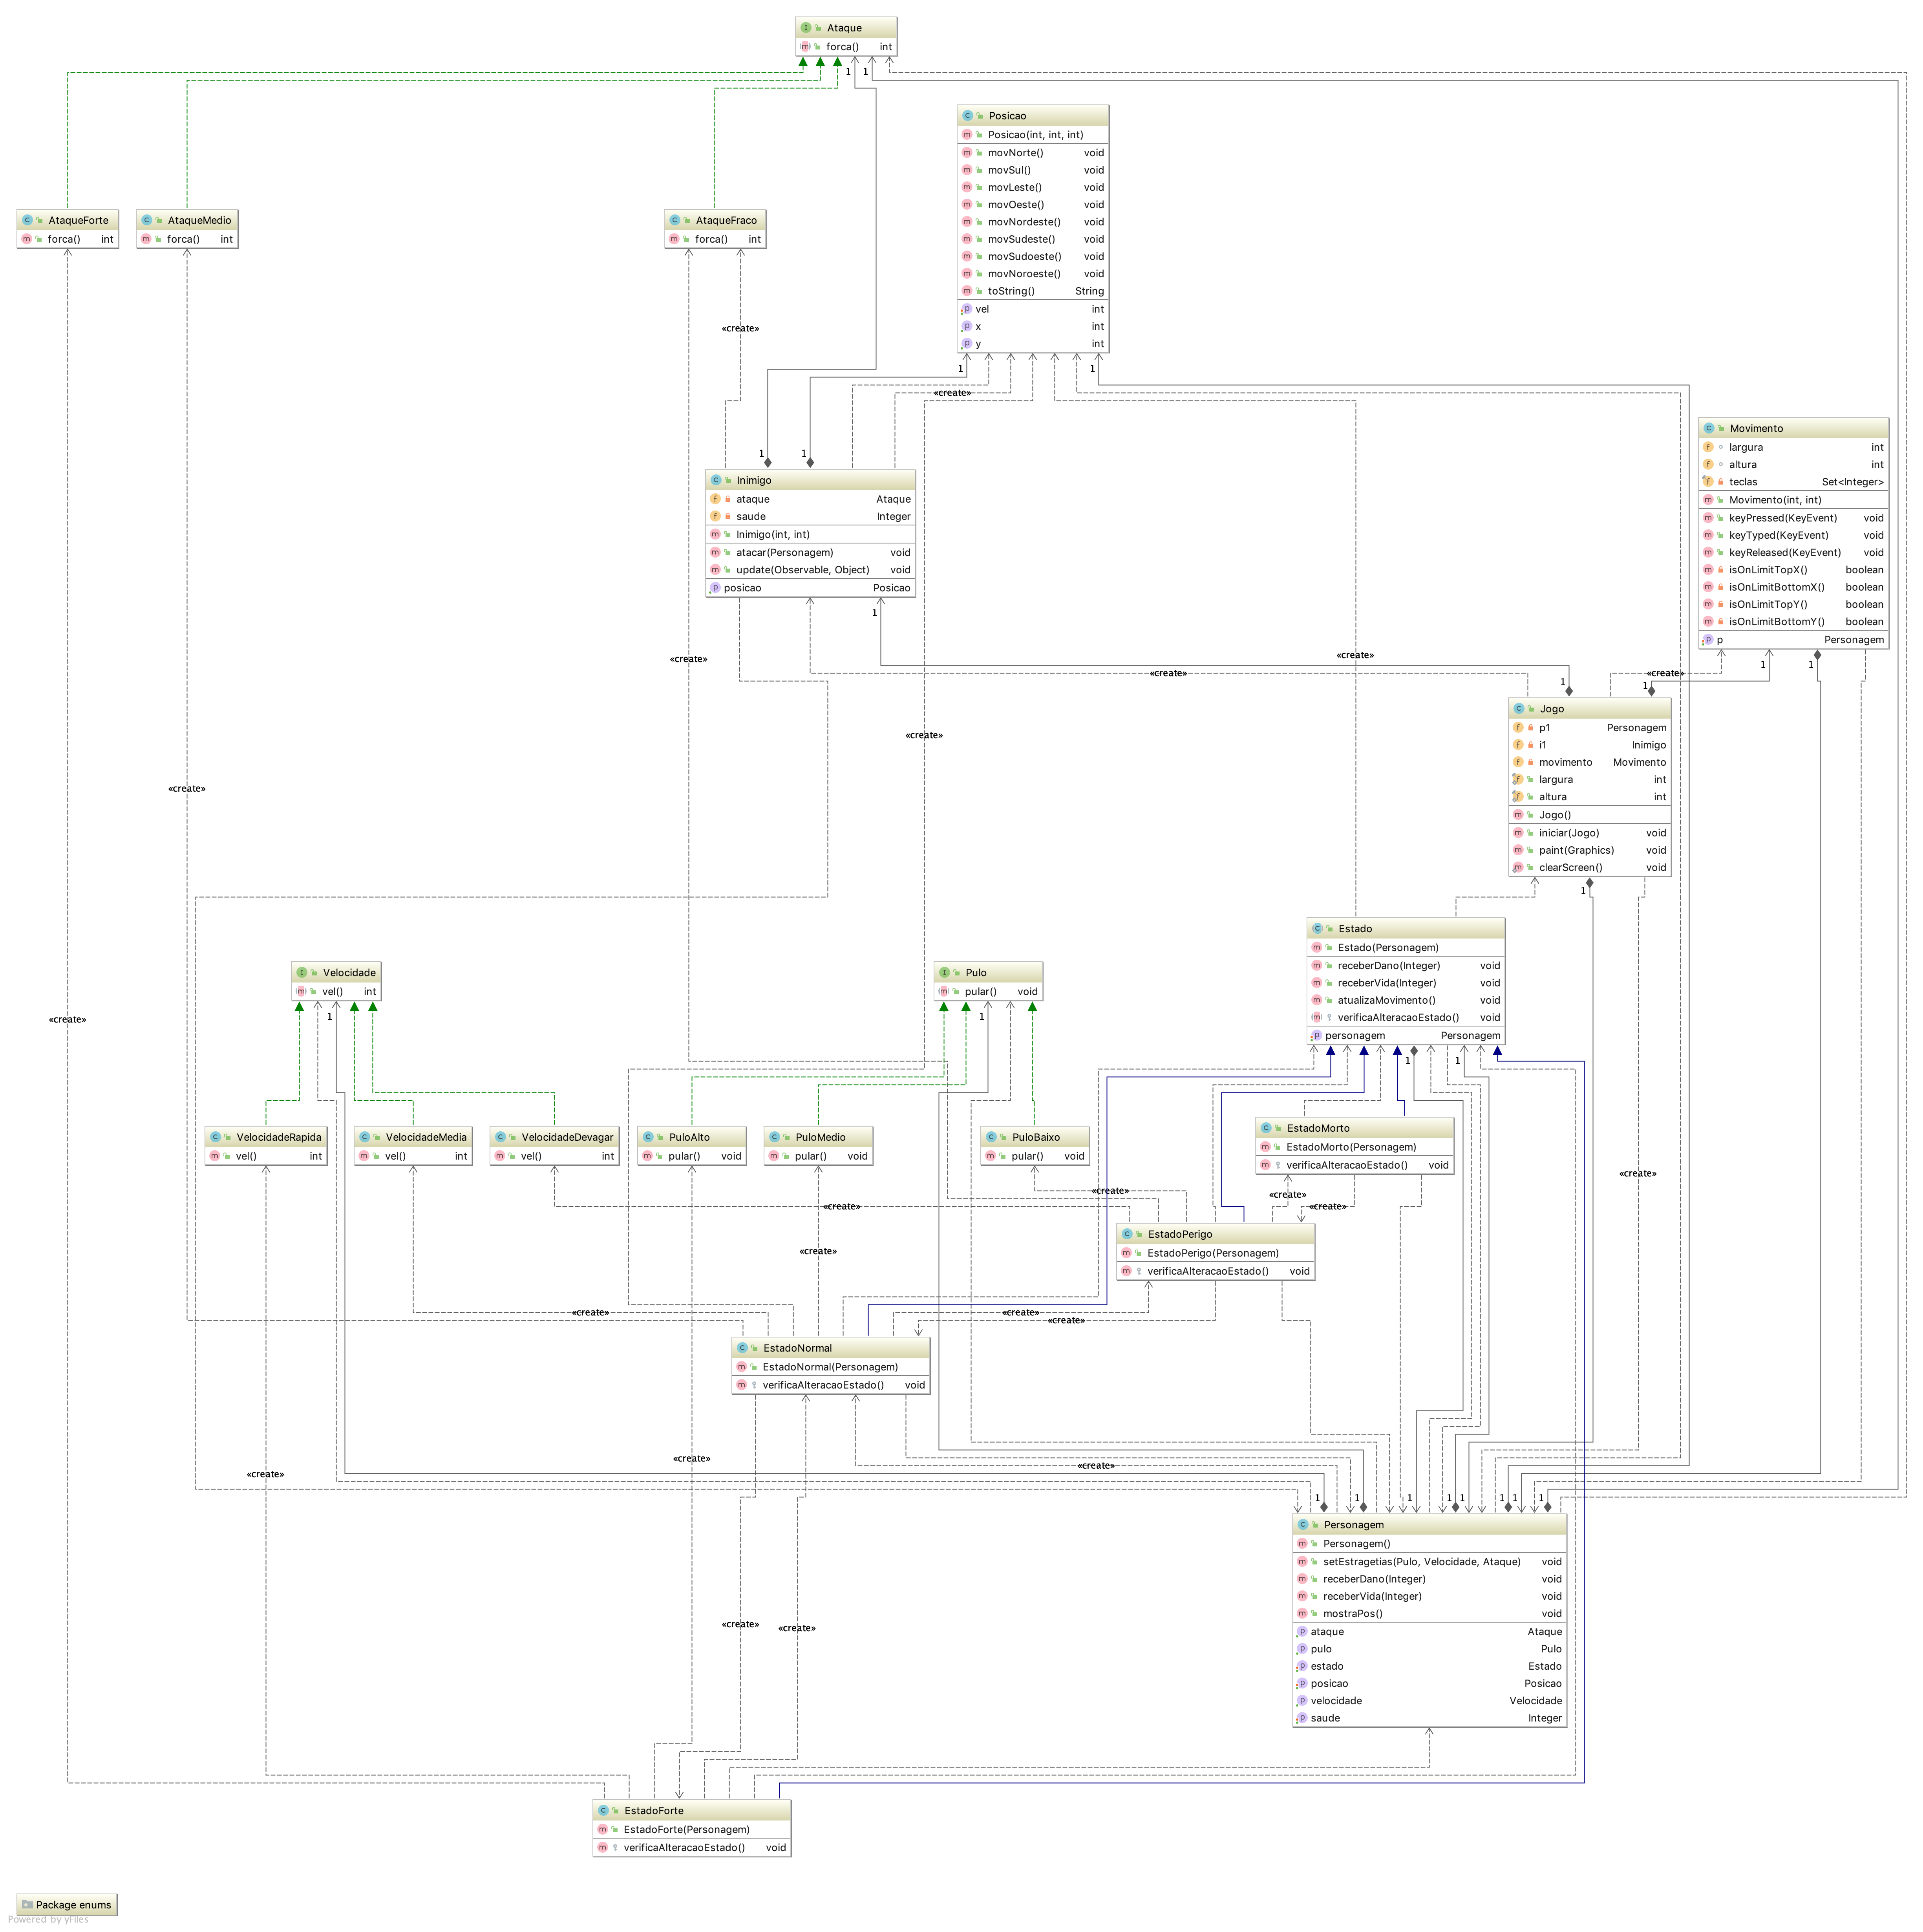 Ataque
forca() int
1 1
Posicao
Posicao(int, int, int)
movNorte() void
movSul() void
movLeste() void
movOeste() void
movNordeste() void
movSudeste() void
movSudoeste() void
movNoroeste() void
toString() String
vel int
x int
y int
AtaqueForte
forca() int
AtaqueMedio
forca() int
AtaqueFraco
forca() int
«create»
1 1
«create»
Movimento
largura int
altura int
teclas Set<Integer>
Movimento(int, int)
keyPressed(KeyEvent) void
keyTyped(KeyEvent) void
keyReleased(KeyEvent) void
isOnLimitTopX() boolean
isOnLimitBottomX() boolean
isOnLimitTopY() boolean
isOnLimitBottomY() boolean
p Personagem
1 1
Inimigo
ataque Ataque
saude Integer
Inimigo(int, int)
atacar(Personagem) void
update(Observable, Object) void
posicao Posicao
1
«create» «create»
1 1
«create» «create»
1 1
Jogo
p1 Personagem
i1 Inimigo
movimento Movimento
largura int
altura int
Jogo()
iniciar(Jogo) void
paint(Graphics) void
clearScreen() void
«create»
«create»
1
Estado
Estado(Personagem)
receberDano(Integer) void
receberVida(Integer) void
atualizaMovimento() void
verificaAlteracaoEstado() void
personagem Personagem
Velocidade
vel() int
Pulo
pular() void
1 1
«create»
1 1
VelocidadeRapida
vel() int
VelocidadeMedia
vel() int
VelocidadeDevagar
vel() int
PuloAlto
pular() void
PuloMedio
pular() void
PuloBaixo
pular() void
EstadoMorto
EstadoMorto(Personagem)
verificaAlteracaoEstado() void
«create»
«create» «create»
«create» «create»
EstadoPerigo
EstadoPerigo(Personagem)
verificaAlteracaoEstado() void
«create»
«create» «create»
«create»
EstadoNormal
EstadoNormal(Personagem)
verificaAlteracaoEstado() void
«create» «create»
«create»
1 1 1 1 1 1 1 1
Personagem
Personagem()
setEstragetias(Pulo, Velocidade, Ataque) void
receberDano(Integer) void
receberVida(Integer) void
mostraPos() void
ataque Ataque
pulo Pulo
estado Estado
posicao Posicao
velocidade Velocidade
saude Integer
«create» «create»
EstadoForte
EstadoForte(Personagem)
verificaAlteracaoEstado() void
Package enums
Powered by yFiles